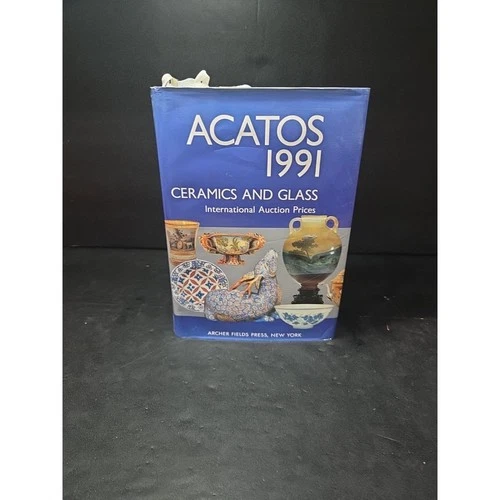 ACATOS
1991
CERAMICS AND GLASS
International Auction Prices
ARCHER FIELDS PRESS, NEW YORK